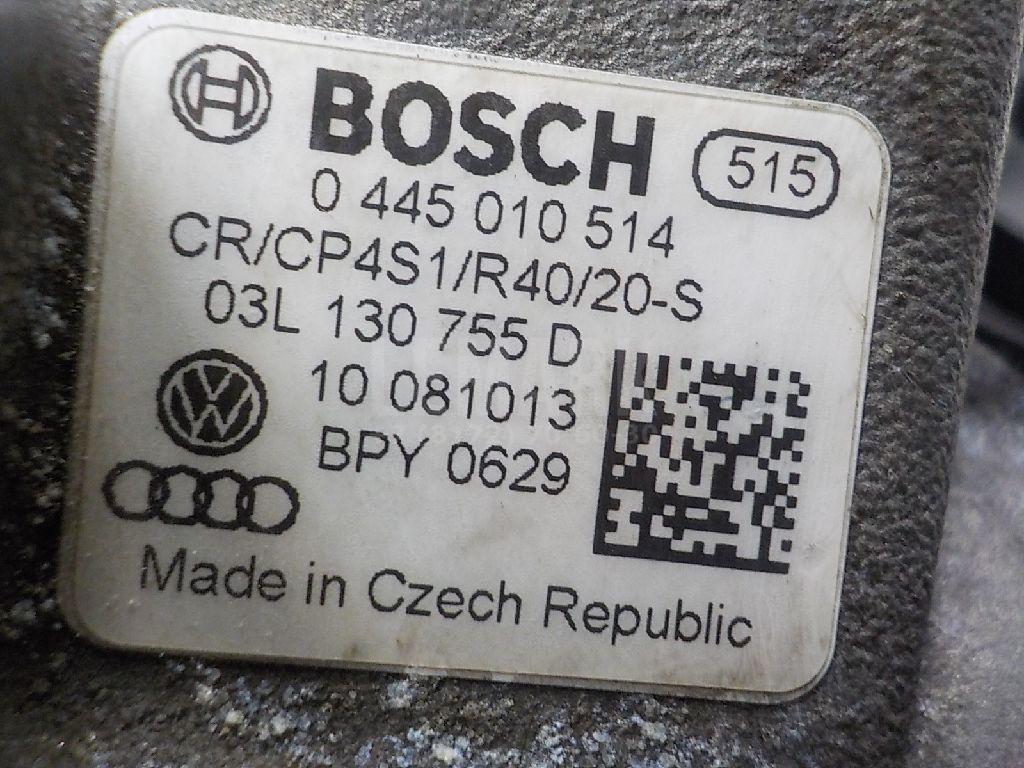 BOSCH 515
0 445 010 514
CR/CP4S1/R40/20-S
03L 130 755 D
10 081013
BPY 0629
Made in Czech Republic